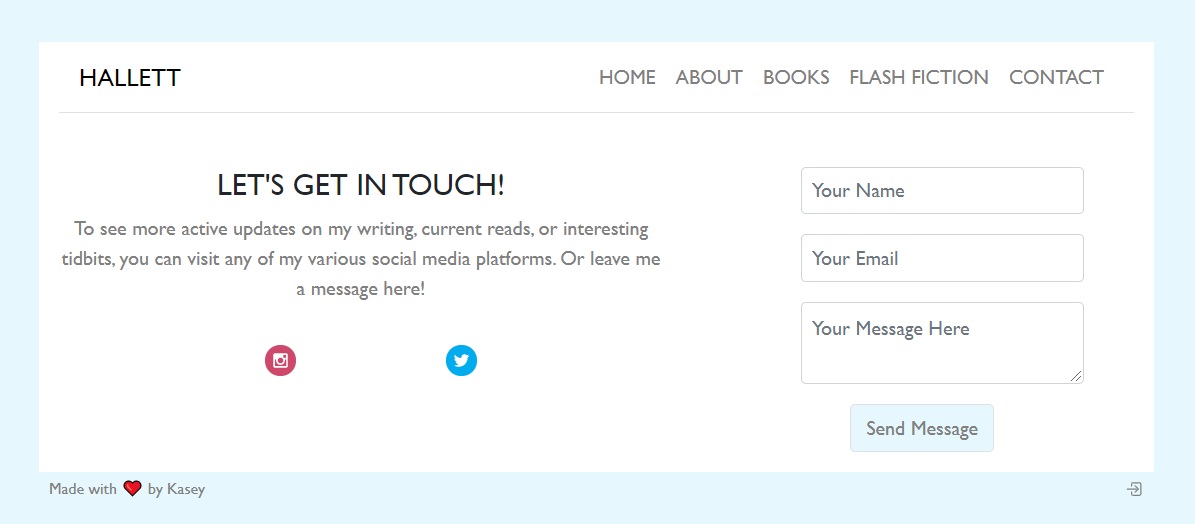 HALLETT
HOME ABOUT BOOKS FLASH FICTION CONTACT
LET'S GET IN TOUCH!
To see more active updates on my writing, current reads, or interesting
tidbits, you can visit any of my various social media platforms. Or leave me
a message here!
Your Name
Your Email
Your Message Here
Send Message
Made with ❤️ by Kasey